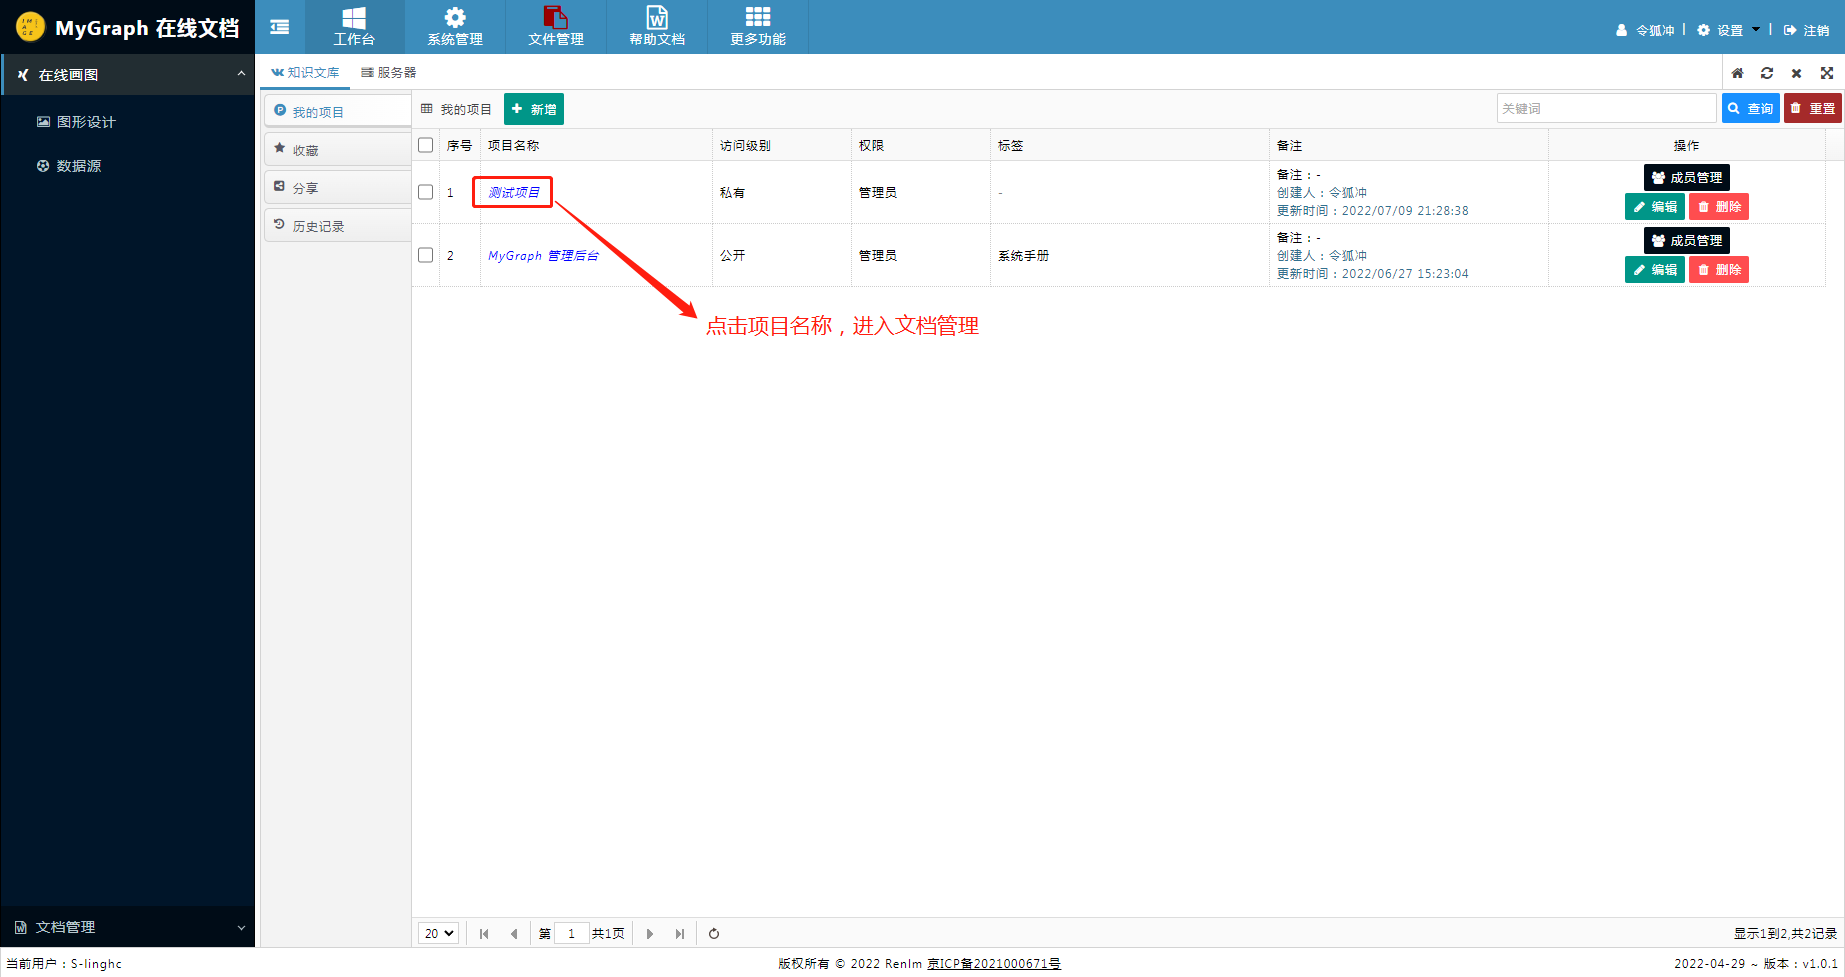 MyGraph 在线文档
工作台
系统管理
文件管理
帮助文档
更多功能
令狐冲
设置
注销
在线画图
图形设计
数据源
文档管理
知识文库
服务器
我的项目
收藏
分享
历史记录
我的项目
新增
关键词
查询
重置
序号 项目名称 访问级别 权限 标签 备注 操作
1 测试项目 私有 管理员 -
备注：-
创建人：令狐冲
更新时间：2022/07/09 21:28:38
成员管理
编辑 删除
2 MyGraph 管理后台 公开 管理员 系统手册
备注：-
创建人：令狐冲
更新时间：2022/06/27 15:23:04
成员管理
编辑 删除
点击项目名称，进入文档管理
20 第 1 共1页
显示1到2,共2记录
当前用户：S-linghc
版权所有 © 2022 Renlm 京ICP备2021000671号
2022-04-29 ~ 版本：v1.0.1